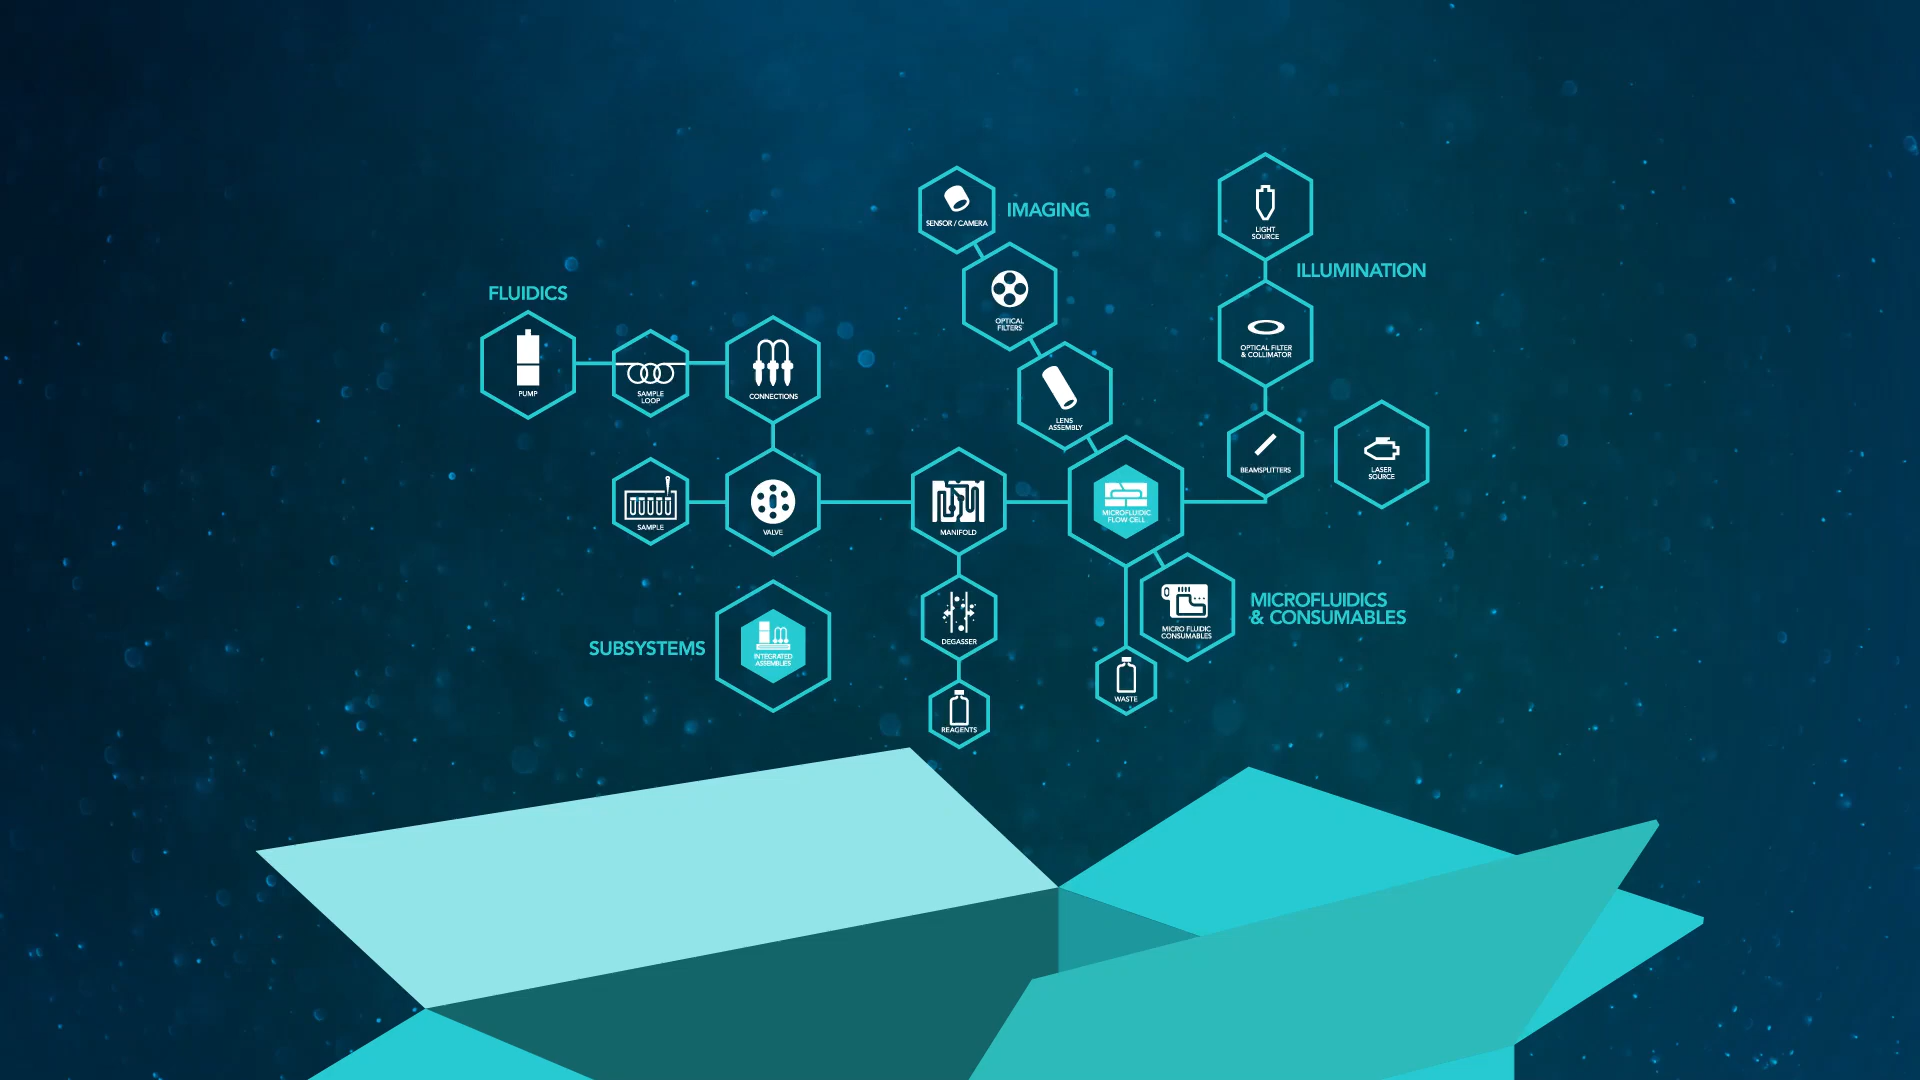 SENSOR / CAMERA
IMAGING
LIGHT
SOURCE
ILLUMINATION
FLUIDICS
OPTICAL
FILTERS
OPTICAL FILTER
& COLLIMATOR
PUMP
SAMPLE
LOOP
CONNECTIONS
LENS
ASSEMBLY
BEAMSPLITTERS
LASER
SOURCE
SAMPLE
VALVE
MANIFOLD
MICROFLUIDIC
FLOW CELL
MICROFLUIDICS
& CONSUMABLES
MICRO FLUIDIC
CONSUMABLES
DEGASSER
SUBSYSTEMS
INTEGRATED
ASSEMBLIES
WASTE
REAGENTS